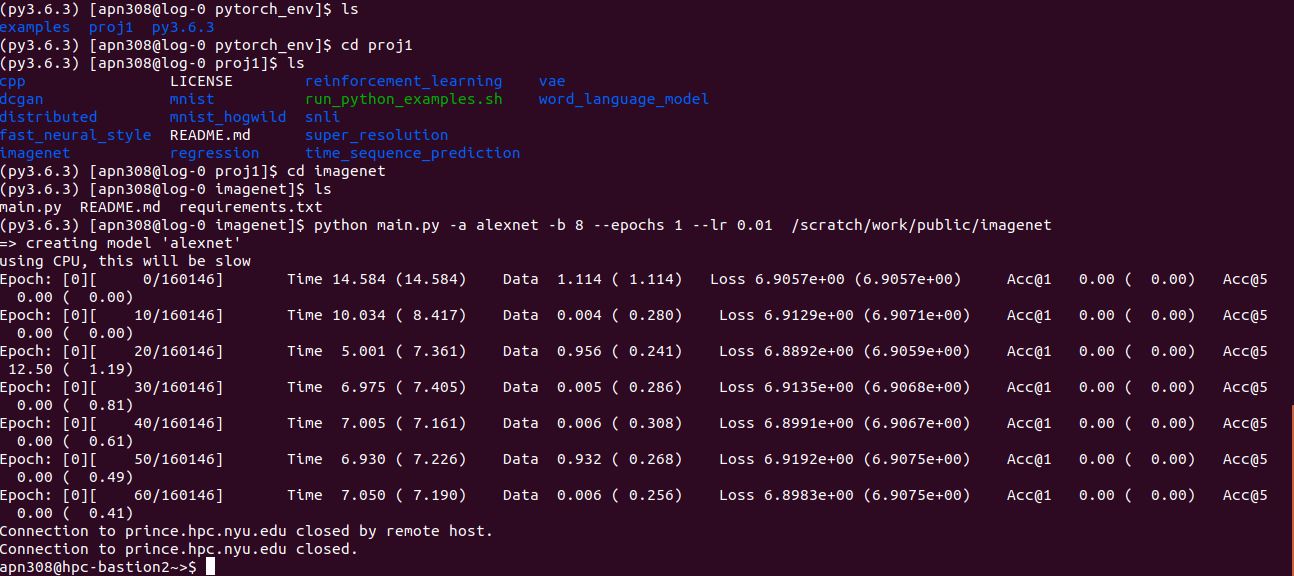 (py3.6.3) [apn308@log-0 pytorch_env]$ ls
examples  proj1  py3.6.3
(py3.6.3) [apn308@log-0 pytorch_env]$ cd proj1
(py3.6.3) [apn308@log-0 proj1]$ ls
cpp                LICENSE        reinforcement_learning    vae
dcgan              mnist          run_python_examples.sh    word_language_model
distributed        mnist_hogwild  snli
fast_neural_style  README.md      super_resolution
imagenet           regression     time_sequence_prediction
(py3.6.3) [apn308@log-0 proj1]$ cd imagenet
(py3.6.3) [apn308@log-0 imagenet]$ ls
main.py  README.md  requirements.txt
(py3.6.3) [apn308@log-0 imagenet]$ python main.py -a alexnet -b 8 --epochs 1 --lr 0.01  /scratch/work/public/imagenet
=> creating model 'alexnet'
using CPU, this will be slow
Epoch: [0][     0/160146]       Time 14.584 (14.584)    Data  1.114 ( 1.114)   Loss 6.9057e+00 (6.9057e+00)     Acc@1   0.00 (  0.00)   Acc@5
  0.00 (  0.00)
Epoch: [0][    10/160146]       Time 10.034 ( 8.417)    Data  0.004 ( 0.280)    Loss 6.9129e+00 (6.9071e+00)    Acc@1   0.00 (  0.00)   Acc@5
  0.00 (  0.00)
Epoch: [0][    20/160146]       Time  5.001 ( 7.361)    Data  0.956 ( 0.241)    Loss 6.8892e+00 (6.9059e+00)    Acc@1   0.00 (  0.00)   Acc@5
 12.50 (  1.19)
Epoch: [0][    30/160146]       Time  6.975 ( 7.405)    Data  0.005 ( 0.286)    Loss 6.9135e+00 (6.9068e+00)    Acc@1   0.00 (  0.00)   Acc@5
  0.00 (  0.81)
Epoch: [0][    40/160146]       Time  7.005 ( 7.161)    Data  0.006 ( 0.308)    Loss 6.8991e+00 (6.9067e+00)    Acc@1   0.00 (  0.00)   Acc@5
  0.00 (  0.61)
Epoch: [0][    50/160146]       Time  6.930 ( 7.226)    Data  0.932 ( 0.268)    Loss 6.9192e+00 (6.9075e+00)    Acc@1   0.00 (  0.00)   Acc@5
  0.00 (  0.49)
Epoch: [0][    60/160146]       Time  7.050 ( 7.190)    Data  0.006 ( 0.256)    Loss 6.8983e+00 (6.9075e+00)    Acc@1   0.00 (  0.00)   Acc@5
  0.00 (  0.41)
Connection to prince.hpc.nyu.edu closed by remote host.
Connection to prince.hpc.nyu.edu closed.
apn308@hpc-bastion2~>$